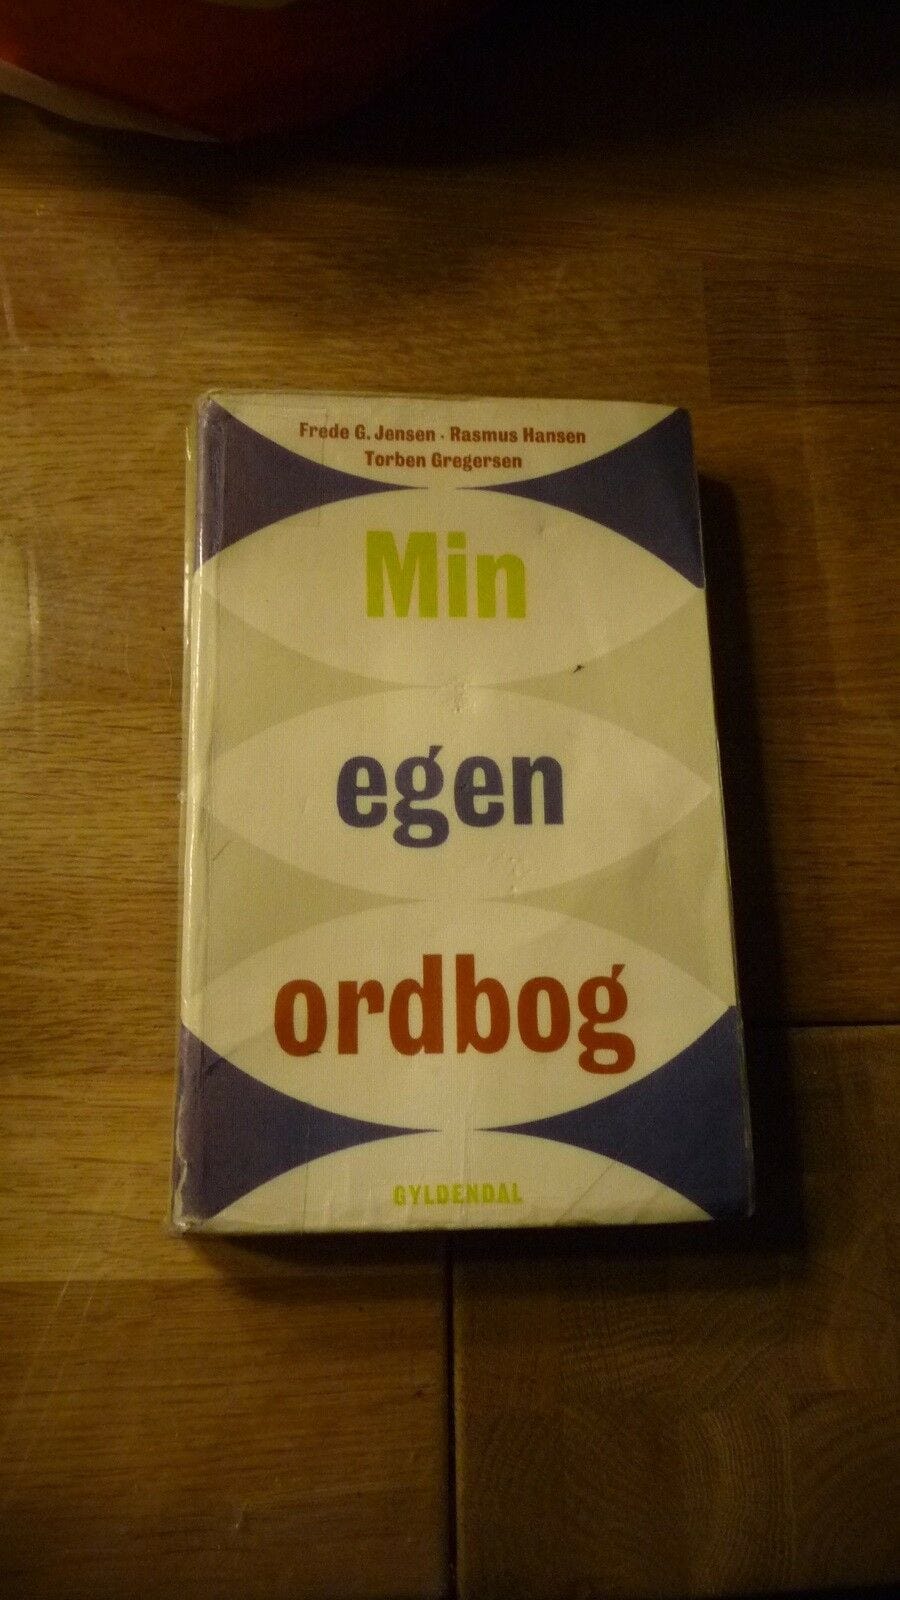 Frede G. Jensen · Rasmus Hansen
Torben Gregersen
Min
egen
ordbog
GYLDENDAL